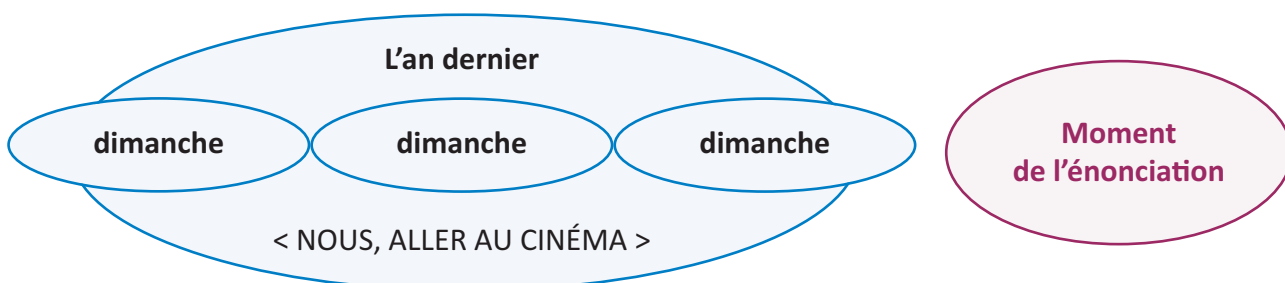 L’an dernier
dimanche dimanche dimanche
Moment
de l’énonciation
< NOUS, ALLER AU CINÉMA >